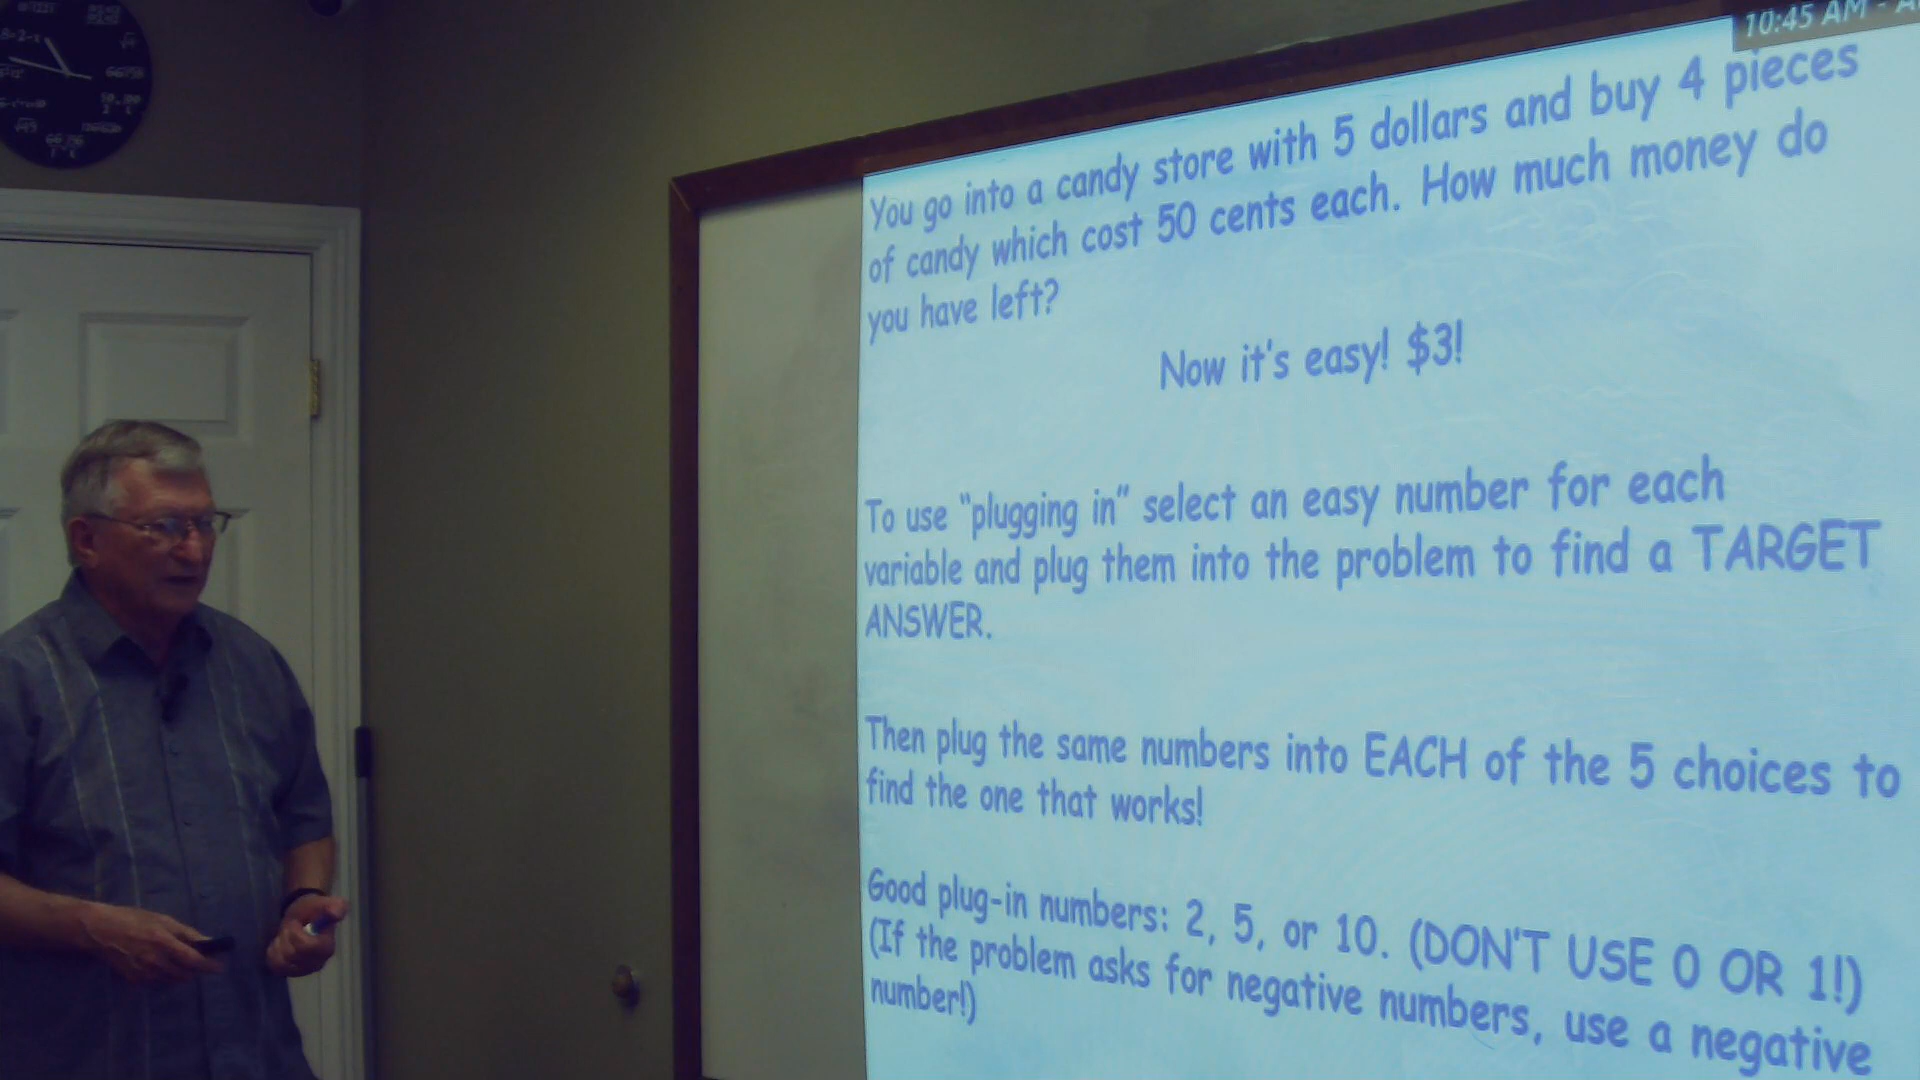 10:45 AM -
You go into a candy store with 5 dollars and buy 4 pieces
of candy which cost 50 cents each. How much money do
you have left?
Now it's easy! $3!
To use “plugging in” select an easy number for each
variable and plug them into the problem to find a TARGET
ANSWER.
Then plug the same numbers into EACH of the 5 choices to
find the one that works!
Good plug-in numbers: 2, 5, or 10. (DON'T USE 0 OR 1!)
(If the problem asks for negative numbers, use a negative
number!)